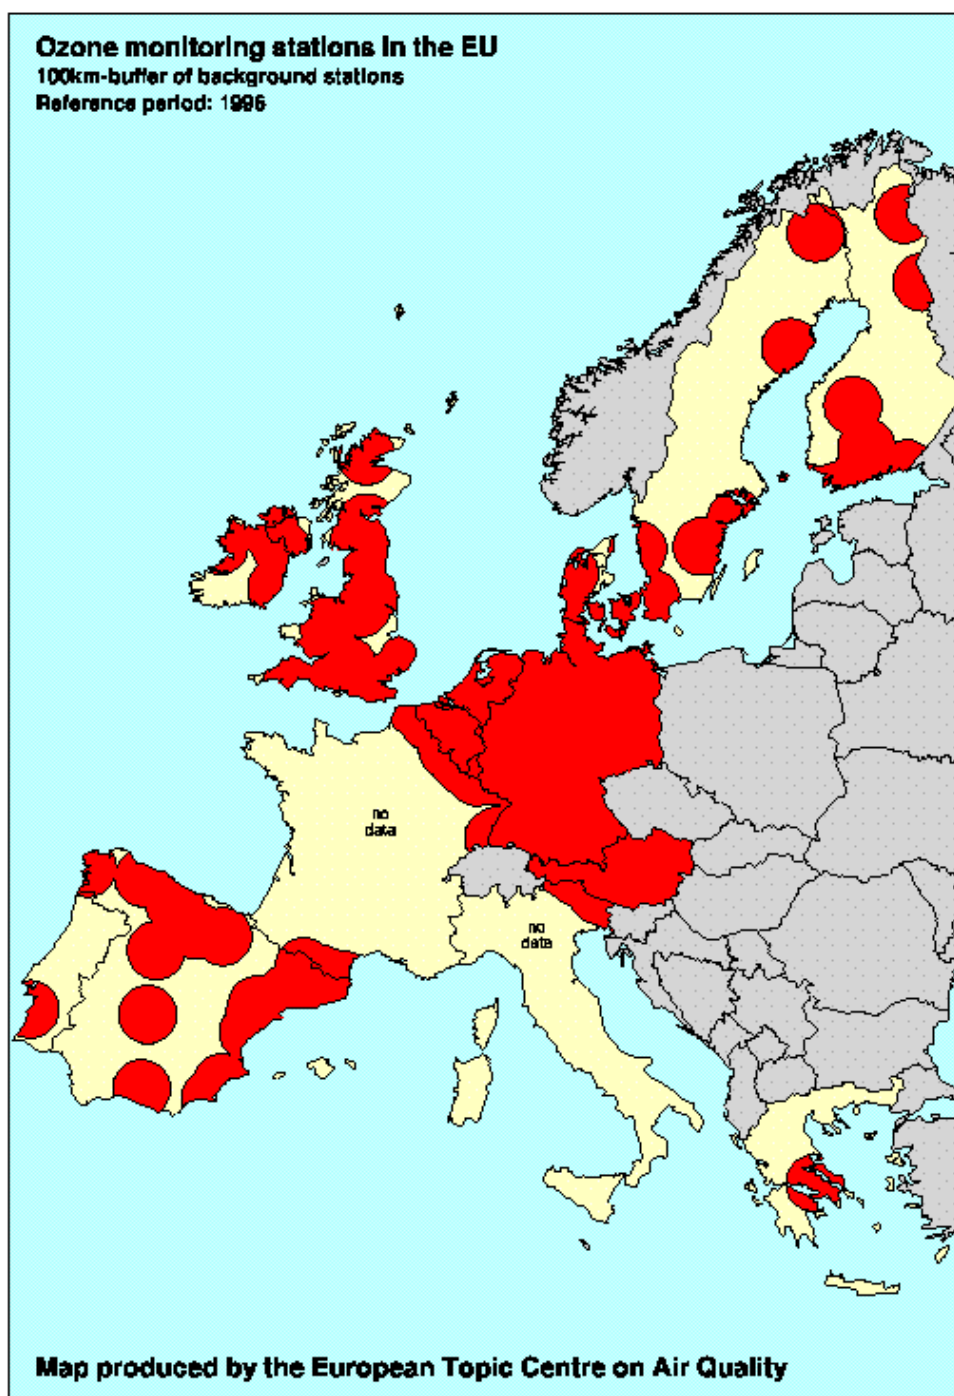 Ozone monitoring stations in the EU
100km-buffer of background stations
Reference period: 1996
no
data
no
data
Map produced by the European Topic Centre on Air Quality